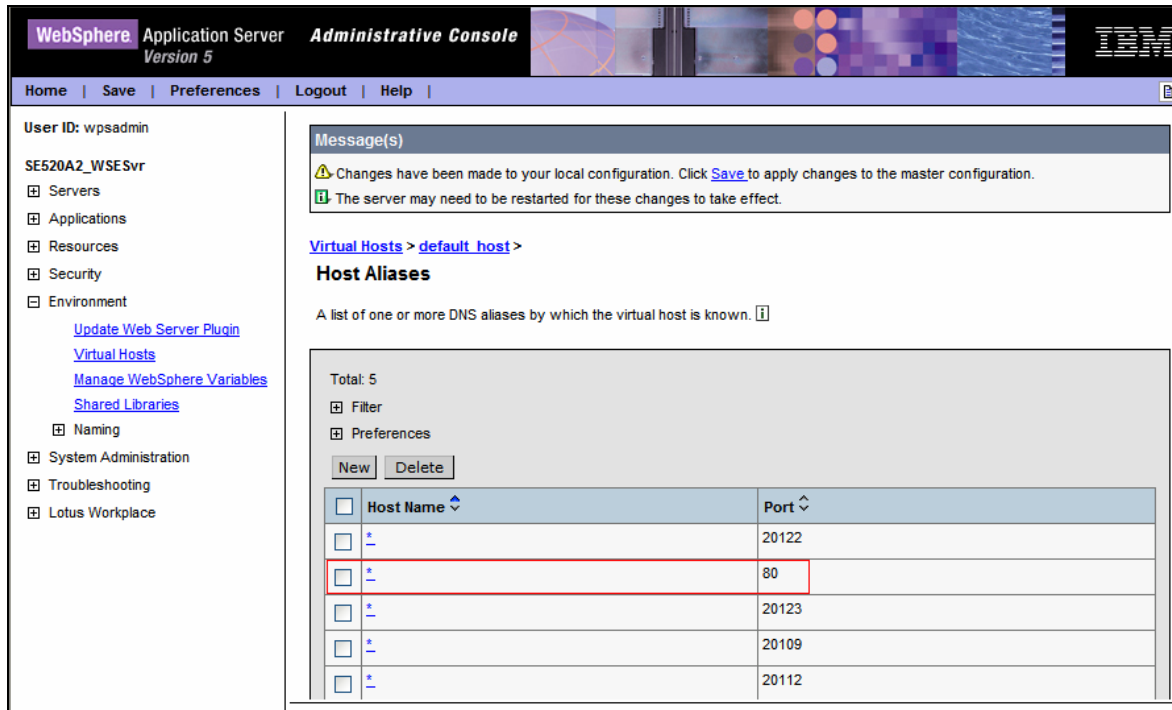 WebSphere. Application Server Administrative Console
Version 5
IBM
Home | Save | Preferences | Logout | Help |
User ID: wpsadmin
SE520A2_WSESvr
Servers
Applications
Resources
Security
Environment
Update Web Server Plugin
Virtual Hosts
Manage WebSphere Variables
Shared Libraries
Naming
System Administration
Troubleshooting
Lotus Workplace
Message(s)
Changes have been made to your local configuration. Click Save to apply changes to the master configuration.
The server may need to be restarted for these changes to take effect.
Virtual Hosts > default_host >
Host Aliases
A list of one or more DNS aliases by which the virtual host is known. i
Total: 5
Filter
Preferences
New Delete
Host Name Port
* 20122
* 80
* 20123
* 20109
* 20112